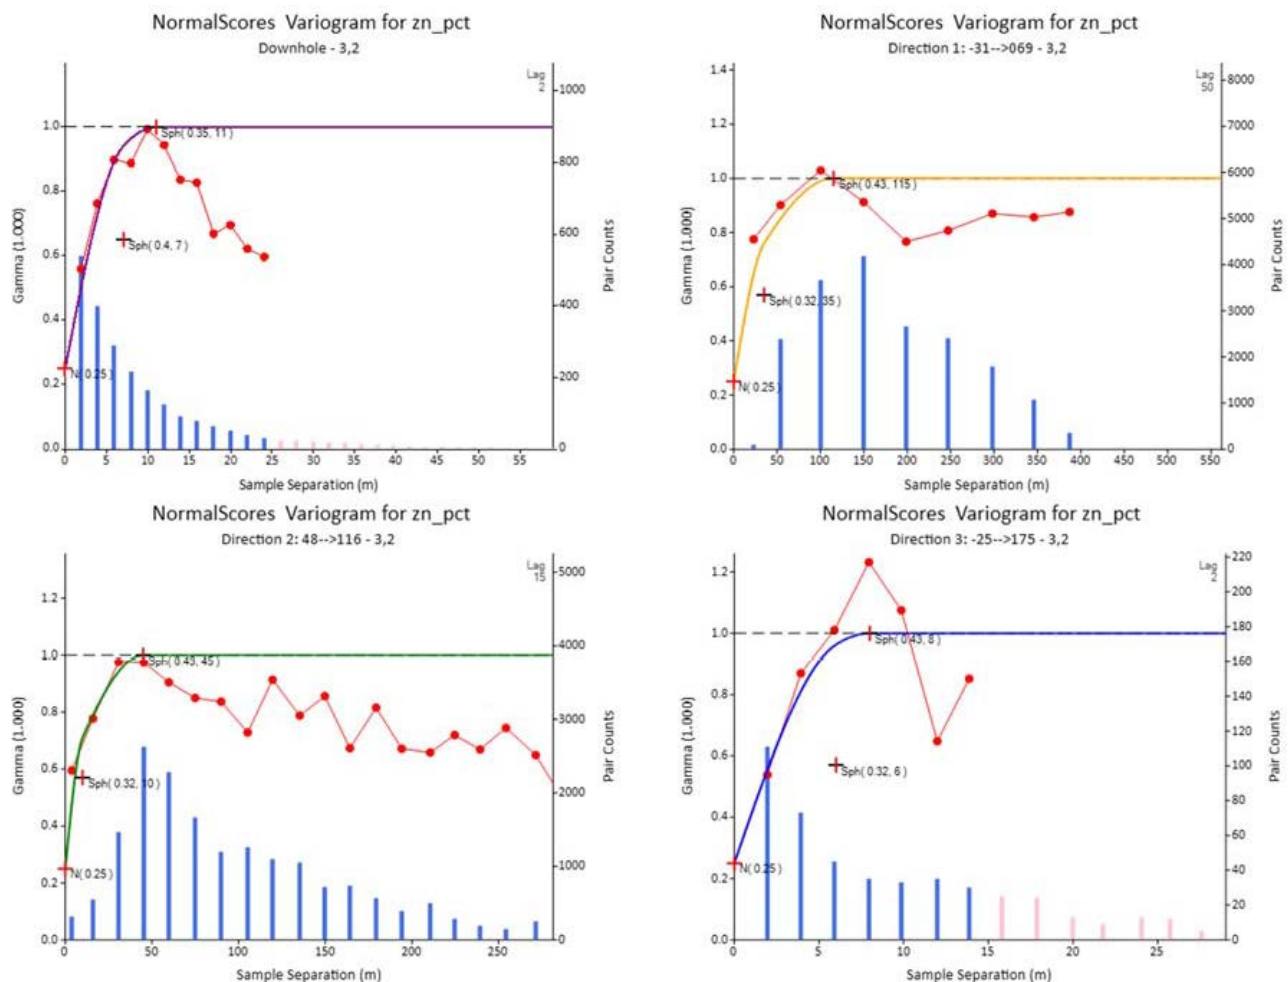 NormalScores Variogram for zn_pct
Downhole - 3,2
Lag
2
1000
800
600
400
200
0
Pair Counts
1.0
0.8
0.6
0.4
0.2
0.0
Gamma (1.000)
Sph( 0.35, 11 )
Sph( 0.4, 7 )
N( 0.25 )
0 5 10 15 20 25 30 35 40 45 50 55
Sample Separation (m)
NormalScores Variogram for zn_pct
Direction 1: -31-->069 - 3,2
Lag
50
8000
7000
6000
5000
4000
3000
2000
1000
0
Pair Counts
1.4
1.2
1.0
0.8
0.6
0.4
0.2
0.0
Gamma (1.000)
Sph( 0.43, 115 )
Sph( 0.32, 35 )
N( 0.25 )
0 50 100 150 200 250 300 350 400 450 500 550
Sample Separation (m)
NormalScores Variogram for zn_pct
Direction 2: 48-->116 - 3,2
Lag
15
5000
4000
3000
2000
1000
0
Pair Counts
1.2
1.0
0.8
0.6
0.4
0.2
0.0
Gamma (1.000)
Sph( 0.43, 45 )
Sph( 0.32, 10 )
N( 0.25 )
0 50 100 150 200 250
Sample Separation (m)
NormalScores Variogram for zn_pct
Direction 3: -25-->175 - 3,2
Lag
2
220
200
180
160
140
120
100
80
60
40
20
0
Pair Counts
1.2
1.0
0.8
0.6
0.4
0.2
0.0
Gamma (1.000)
Sph( 0.43, 8 )
Sph( 0.32, 6 )
N( 0.25 )
0 5 10 15 20 25
Sample Separation (m)